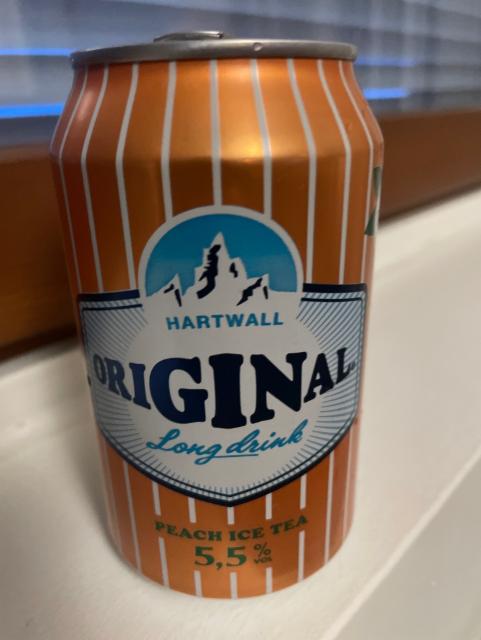 HARTWALL
ORIGINAL
Long drink
PEACH ICE TEA
5,5% VOL